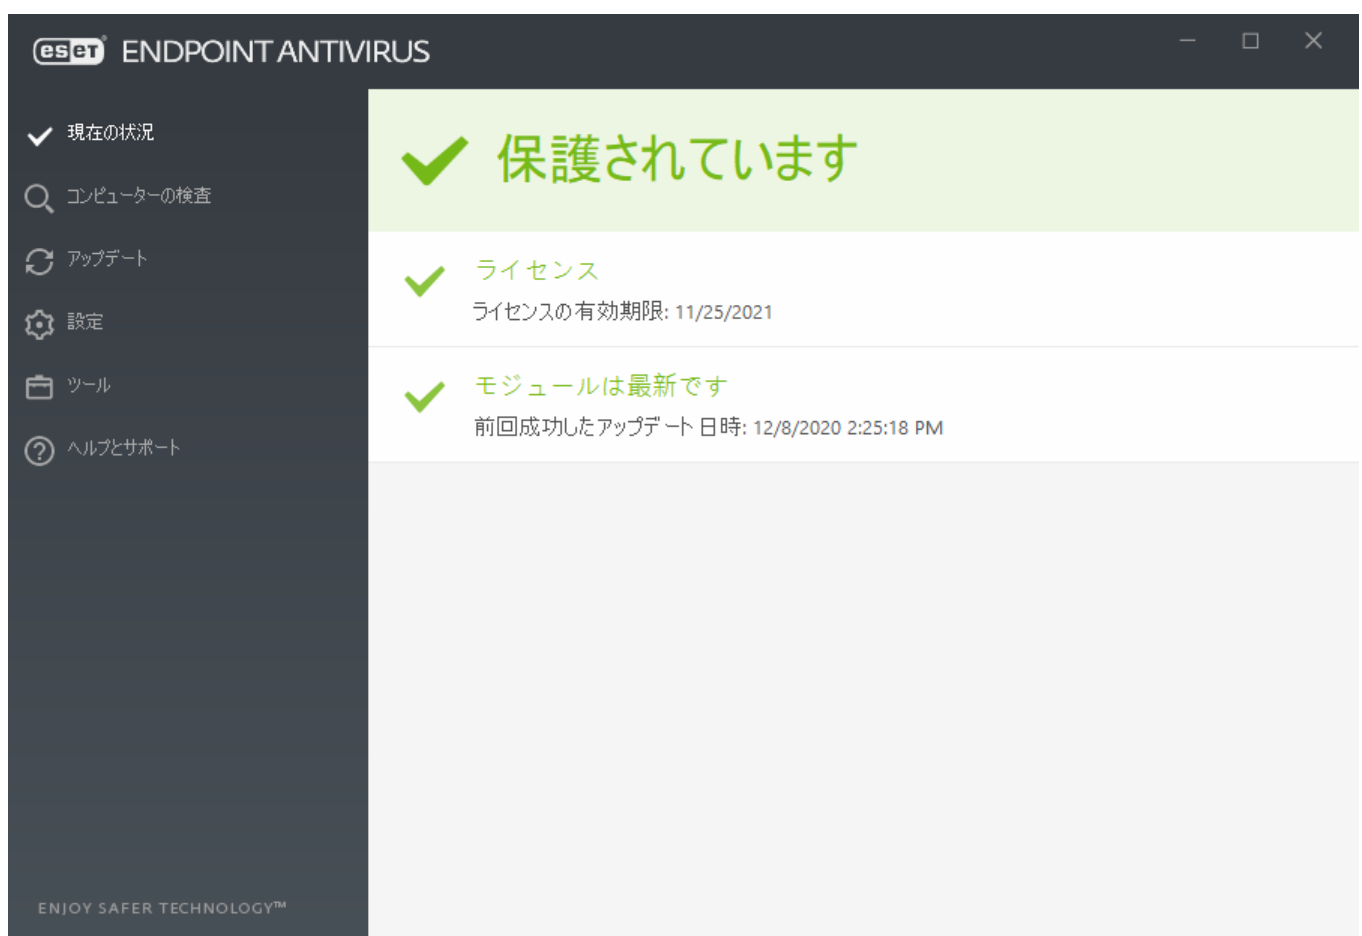 eset ENDPOINT ANTIVIRUS
現在の状況
コンピューターの検査
アップデート
設定
ツール
ヘルプとサポート
保護されています
ライセンス
ライセンスの有効期限: 11/25/2021
モジュールは最新です
前回成功したアップデート日時: 12/8/2020 2:25:18 PM
ENJOY SAFER TECHNOLOGY™